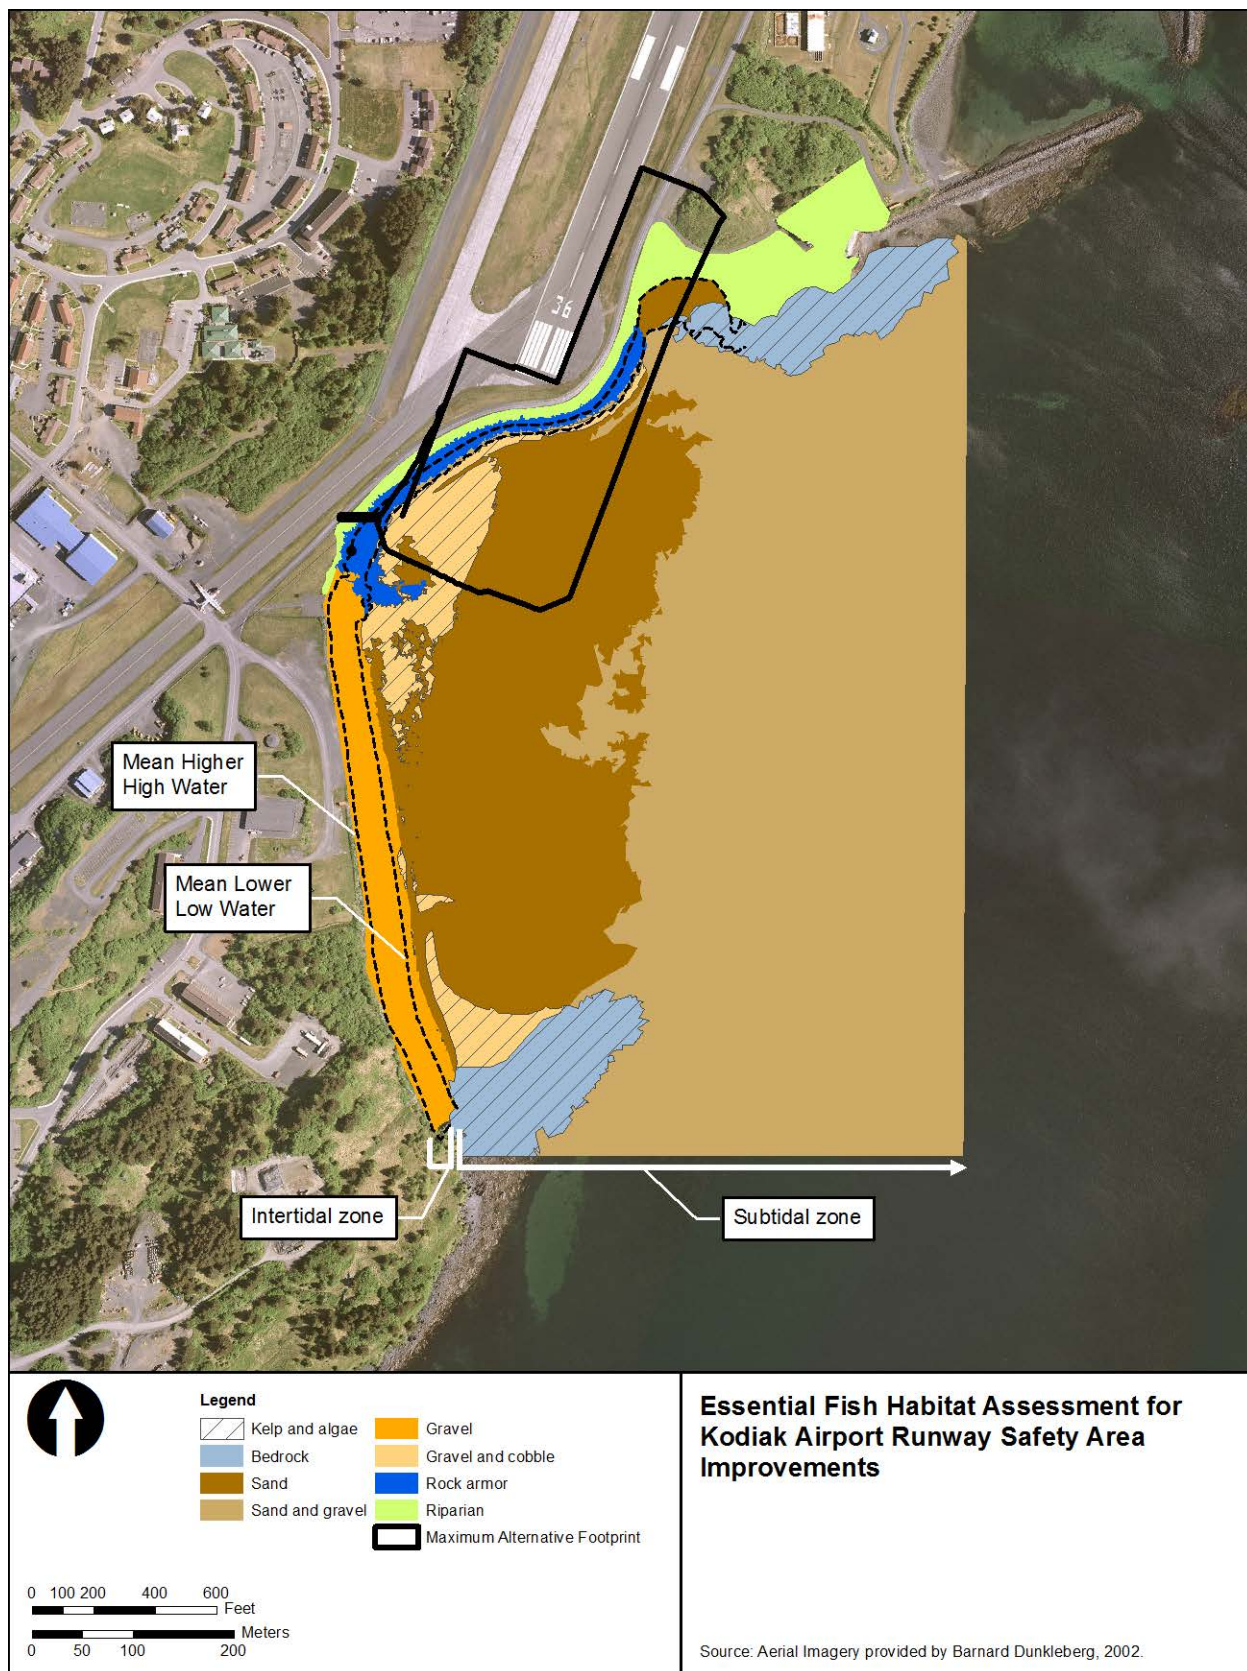 36
Mean Higher
High Water
Mean Lower
Low Water
Intertidal zone
Subtidal zone
Legend
Kelp and algae
Bedrock
Sand
Sand and gravel
Gravel
Gravel and cobble
Rock armor
Riparian
Maximum Alternative Footprint
0 100 200 400 600
Feet
Meters
0 50 100 200
Essential Fish Habitat Assessment for
Kodiak Airport Runway Safety Area
Improvements
Source: Aerial Imagery provided by Barnard Dunkleberg, 2002.